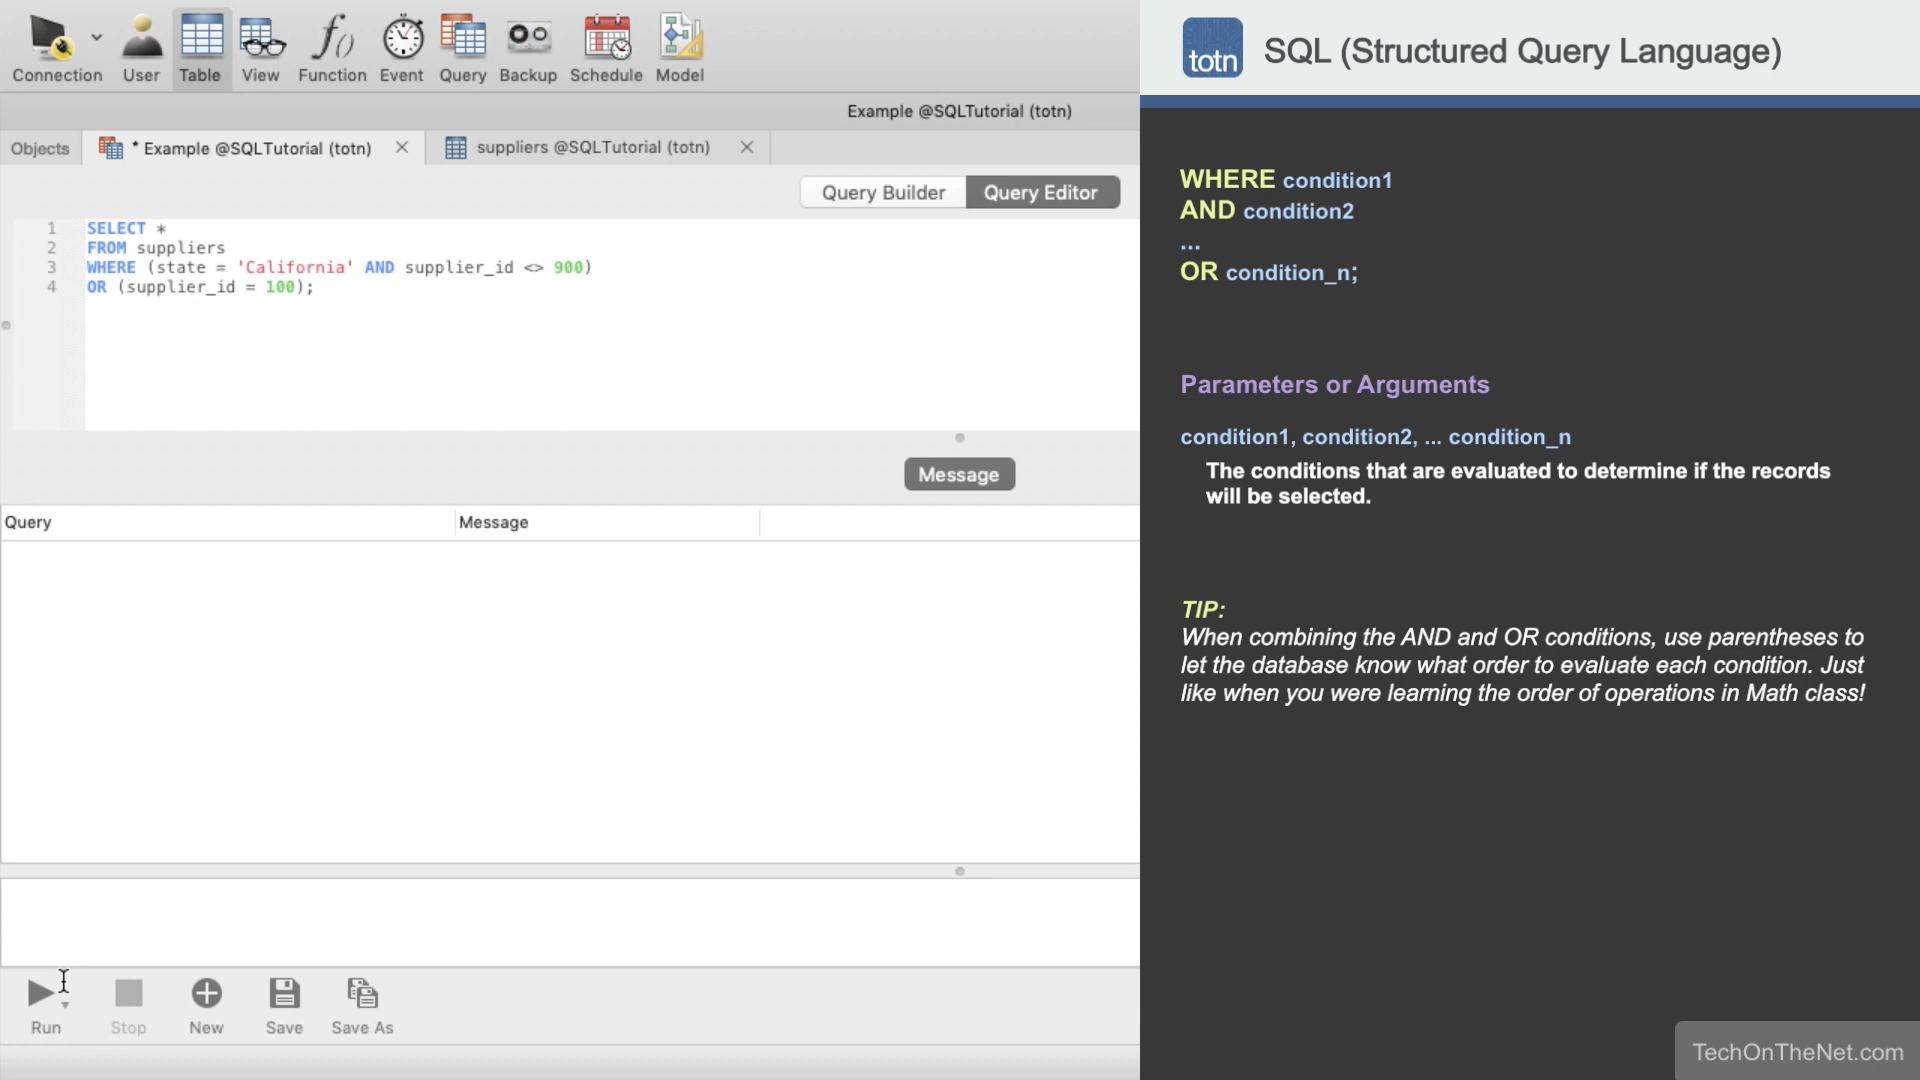 Connection User Table View Function Event Query Backup Schedule Model
Example @SQLTutorial (totn)
Objects * Example @SQLTutorial (totn) suppliers @SQLTutorial (totn)
Query Builder Query Editor
1 SELECT *
2 FROM suppliers
3 WHERE (state = 'California' AND supplier_id <> 900)
4 OR (supplier_id = 100);
Message
Query Message
Run Stop New Save Save As
totn SQL (Structured Query Language)
WHERE condition1
AND condition2
...
OR condition_n;
Parameters or Arguments
condition1, condition2, ... condition_n
The conditions that are evaluated to determine if the records
will be selected.
TIP:
When combining the AND and OR conditions, use parentheses to
let the database know what order to evaluate each condition. Just
like when you were learning the order of operations in Math class!
TechOnTheNet.com